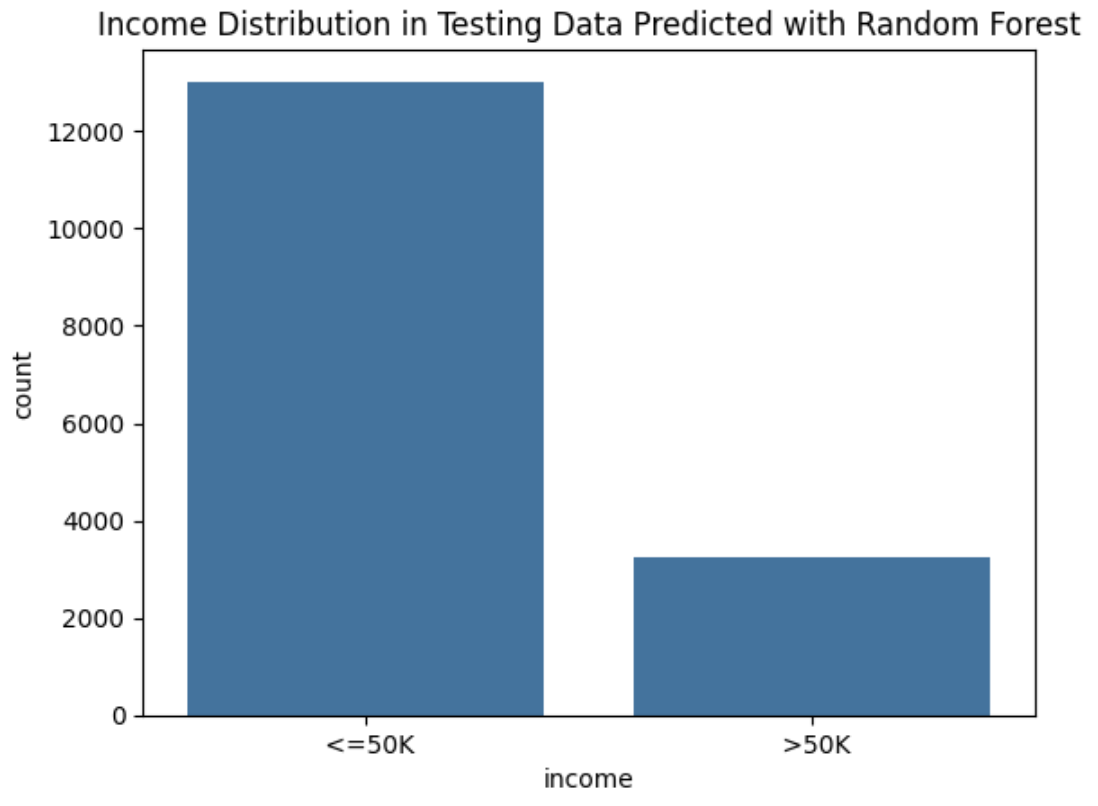 Income Distribution in Testing Data Predicted with Random Forest
12000
10000
8000
6000
4000
2000
0
count
<=50K
>50K
income